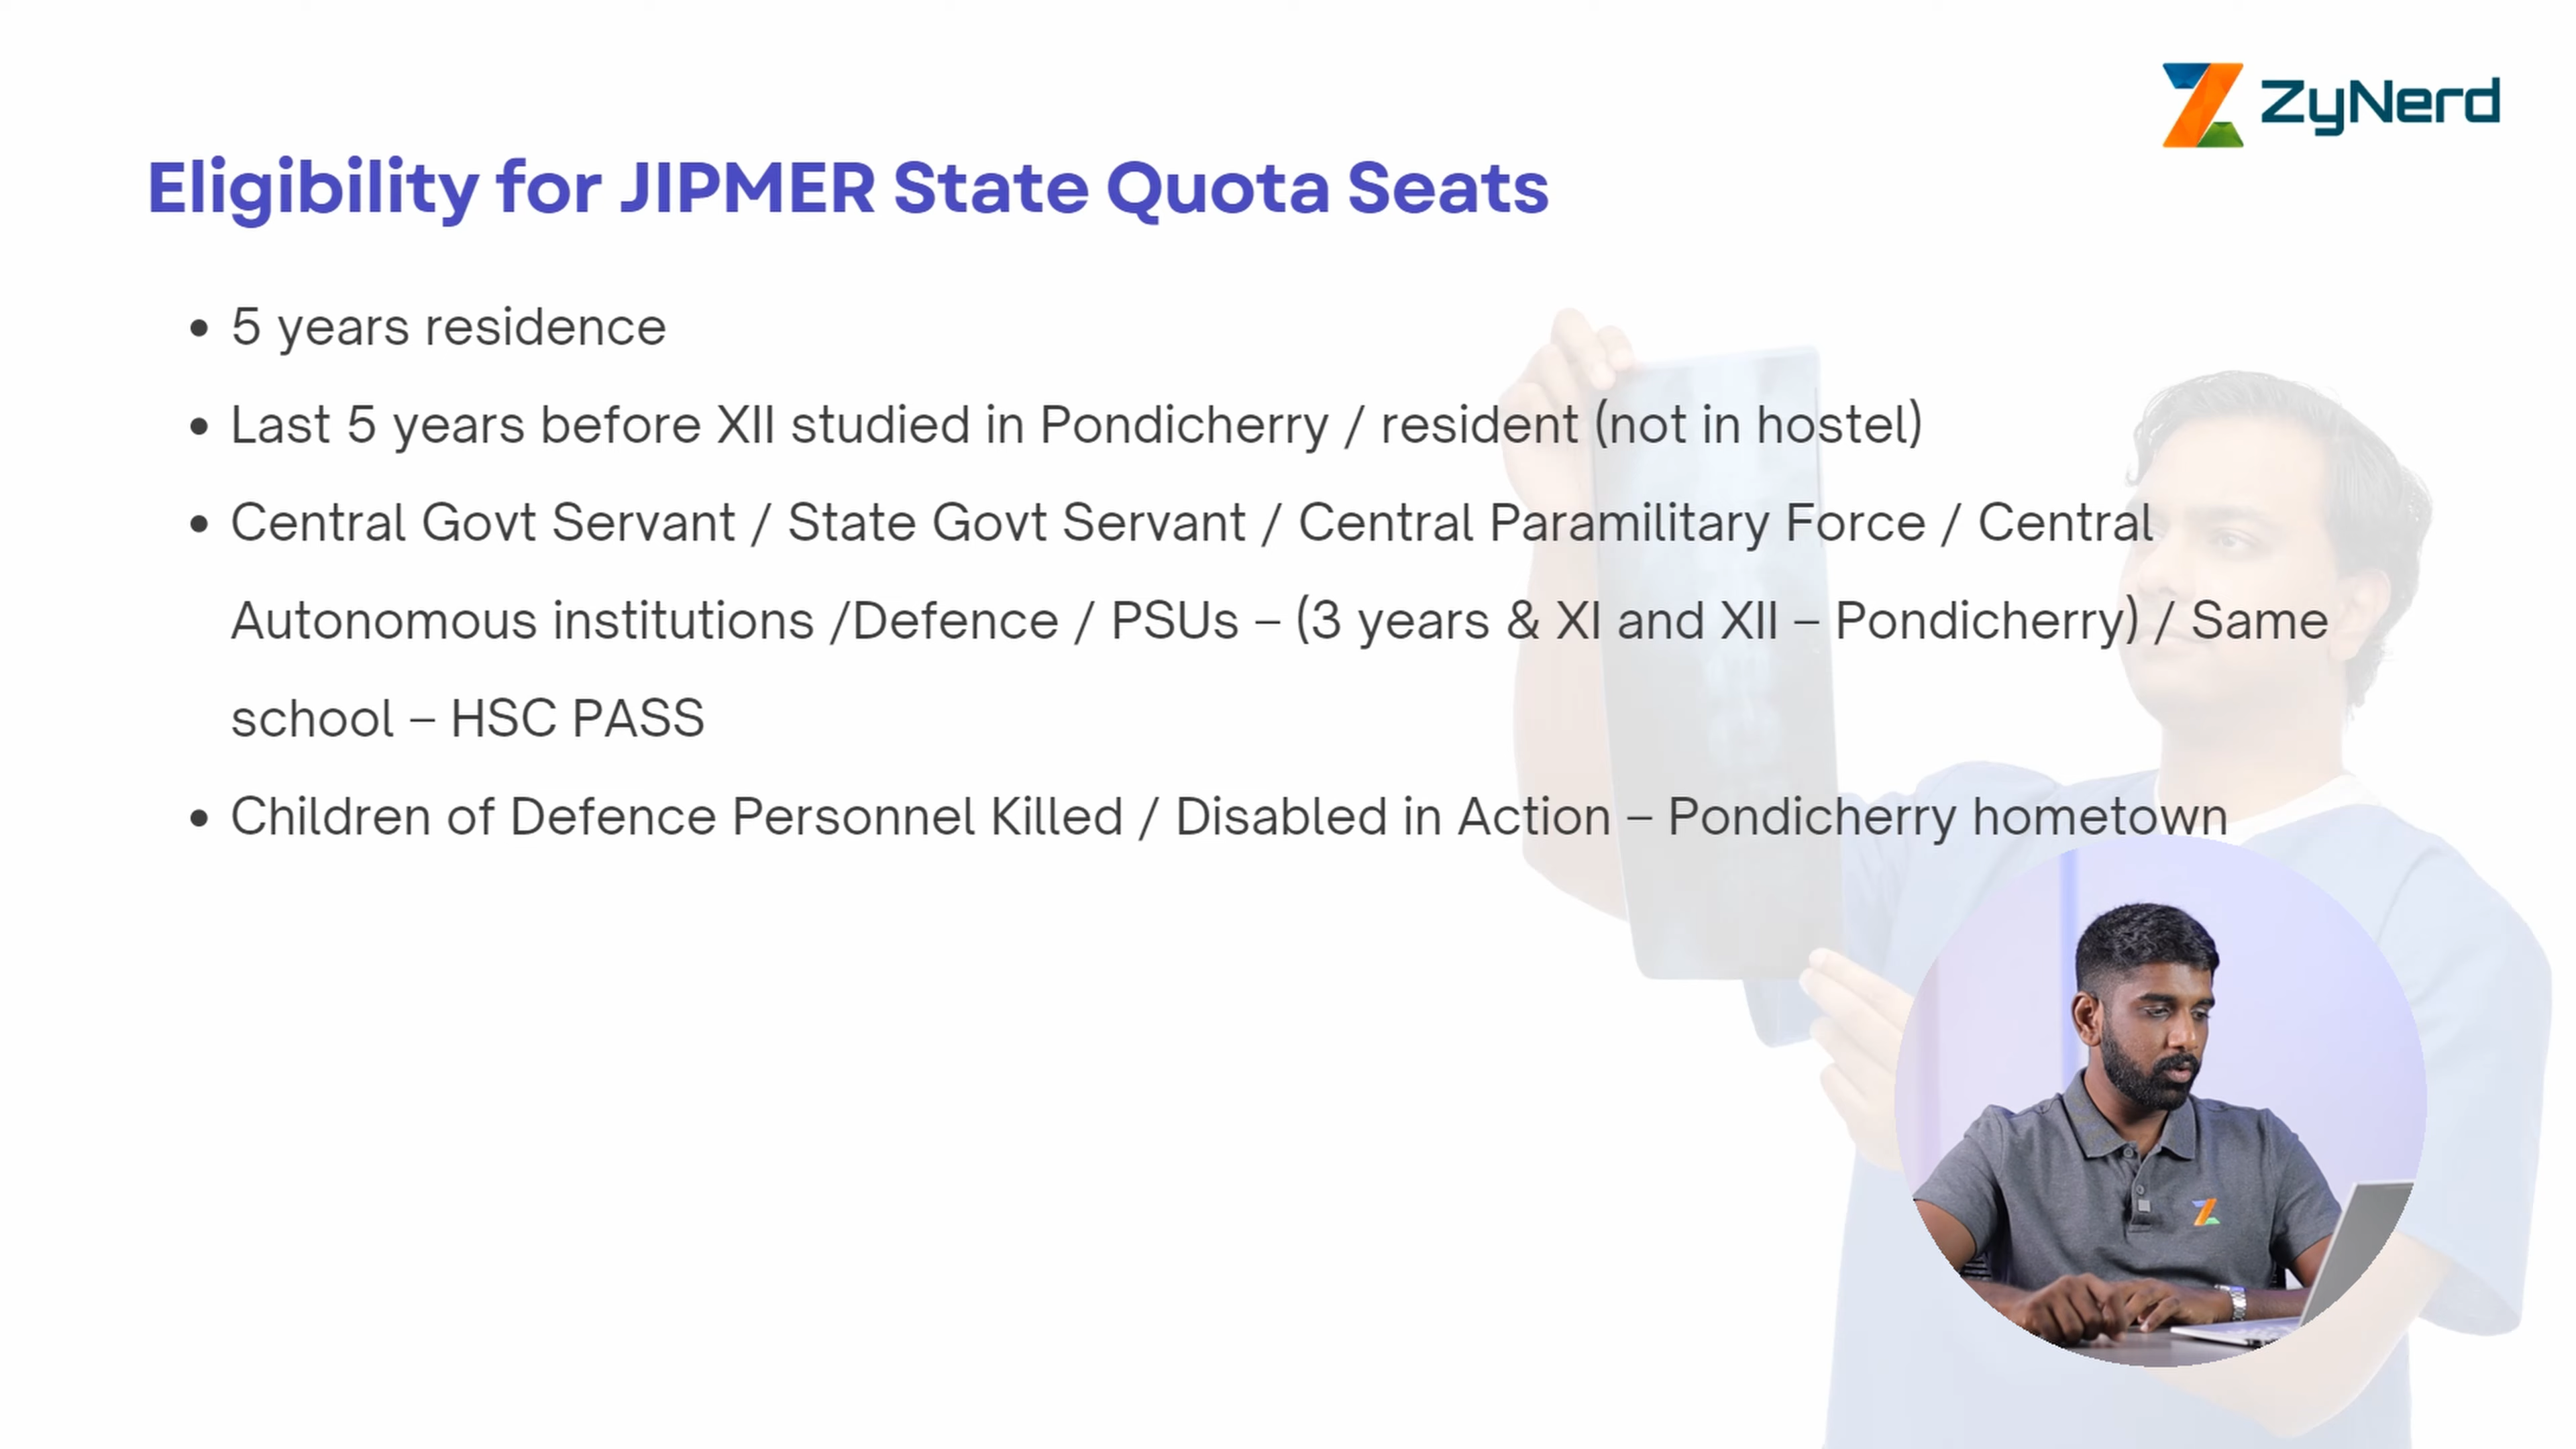 ZyNerd
Eligibility for JIPMER State Quota Seats
• 5 years residence
• Last 5 years before XII studied in Pondicherry / resident (not in hostel)
• Central Govt Servant / State Govt Servant / Central Paramilitary Force / Central
Autonomous institutions /Defence / PSUs – (3 years & XI and XII – Pondicherry) / Same
school – HSC PASS
• Children of Defence Personnel Killed / Disabled in Action – Pondicherry hometown